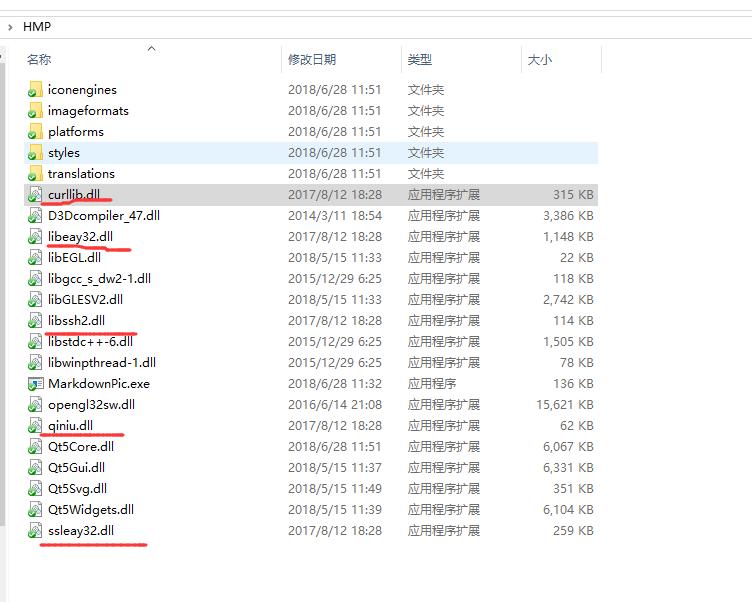 HMP
名称 修改日期 类型 大小
iconengines 2018/6/28 11:51 文件夹
imageformats 2018/6/28 11:51 文件夹
platforms 2018/6/28 11:51 文件夹
styles 2018/6/28 11:51 文件夹
translations 2018/6/28 11:51 文件夹
curllib.dll 2017/8/12 18:28 应用程序扩展 315 KB
D3Dcompiler_47.dll 2014/3/11 18:54 应用程序扩展 3,386 KB
libeay32.dll 2017/8/12 18:28 应用程序扩展 1,148 KB
libEGL.dll 2018/5/15 11:33 应用程序扩展 22 KB
libgcc_s_dw2-1.dll 2015/12/29 6:25 应用程序扩展 118 KB
libGLESV2.dll 2018/5/15 11:33 应用程序扩展 2,742 KB
libssh2.dll 2017/8/12 18:28 应用程序扩展 114 KB
libstdc++-6.dll 2015/12/29 6:25 应用程序扩展 1,505 KB
libwinpthread-1.dll 2015/12/29 6:25 应用程序扩展 78 KB
MarkdownPic.exe 2018/6/28 11:32 应用程序 136 KB
opengl32sw.dll 2016/6/14 21:08 应用程序扩展 15,621 KB
qiniu.dll 2017/8/12 18:28 应用程序扩展 62 KB
Qt5Core.dll 2018/6/28 11:51 应用程序扩展 6,067 KB
Qt5Gui.dll 2018/5/15 11:37 应用程序扩展 6,331 KB
Qt5Svg.dll 2018/5/15 11:49 应用程序扩展 351 KB
Qt5Widgets.dll 2018/5/15 11:39 应用程序扩展 6,104 KB
ssleay32.dll 2017/8/12 18:28 应用程序扩展 259 KB